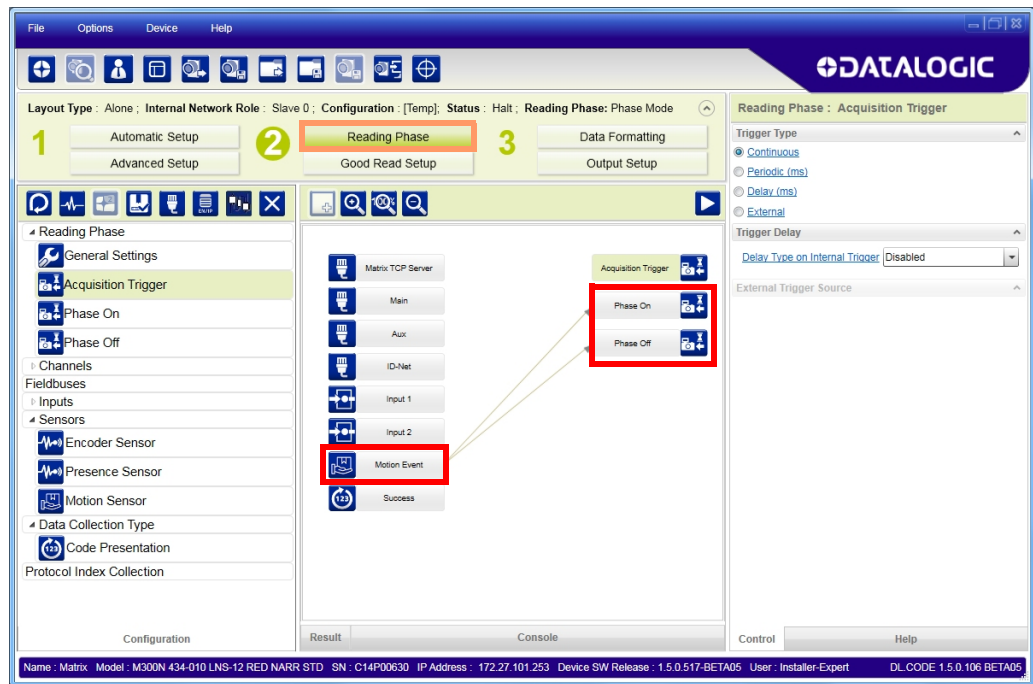 File Options Device Help
DATALOGIC
Layout Type : Alone ; Internal Network Role : Slave 0 ; Configuration : [Temp]; Status : Halt ; Reading Phase: Phase Mode
1 Automatic Setup
Advanced Setup
2 Reading Phase
Good Read Setup
3 Data Formatting
Output Setup
EN/IP
100%
Reading Phase
General Settings
Acquisition Trigger
Phase On
Phase Off
Channels
Fieldbuses
Inputs
Sensors
Encoder Sensor
Presence Sensor
Motion Sensor
Data Collection Type
123 Code Presentation
Protocol Index Collection
Configuration
Matrix TCP Server
Main
Aux
ID-Net
Input 1
Input 2
Motion Event
123 Success
Acquisition Trigger
Phase On
Phase Off
Result Console
Reading Phase : Acquisition Trigger
Trigger Type
Continuous
Periodic (ms)
Delay (ms)
External
Trigger Delay
Delay Type on Internal Trigger Disabled
External Trigger Source
Control Help
Name : Matrix Model : M300N 434-010 LNS-12 RED NARR STD SN : C14P00630 IP Address : 172.27.101.253 Device SW Release : 1.5.0.517-BETA05 User : Installer-Expert DL.CODE 1.5.0.106 BETA05